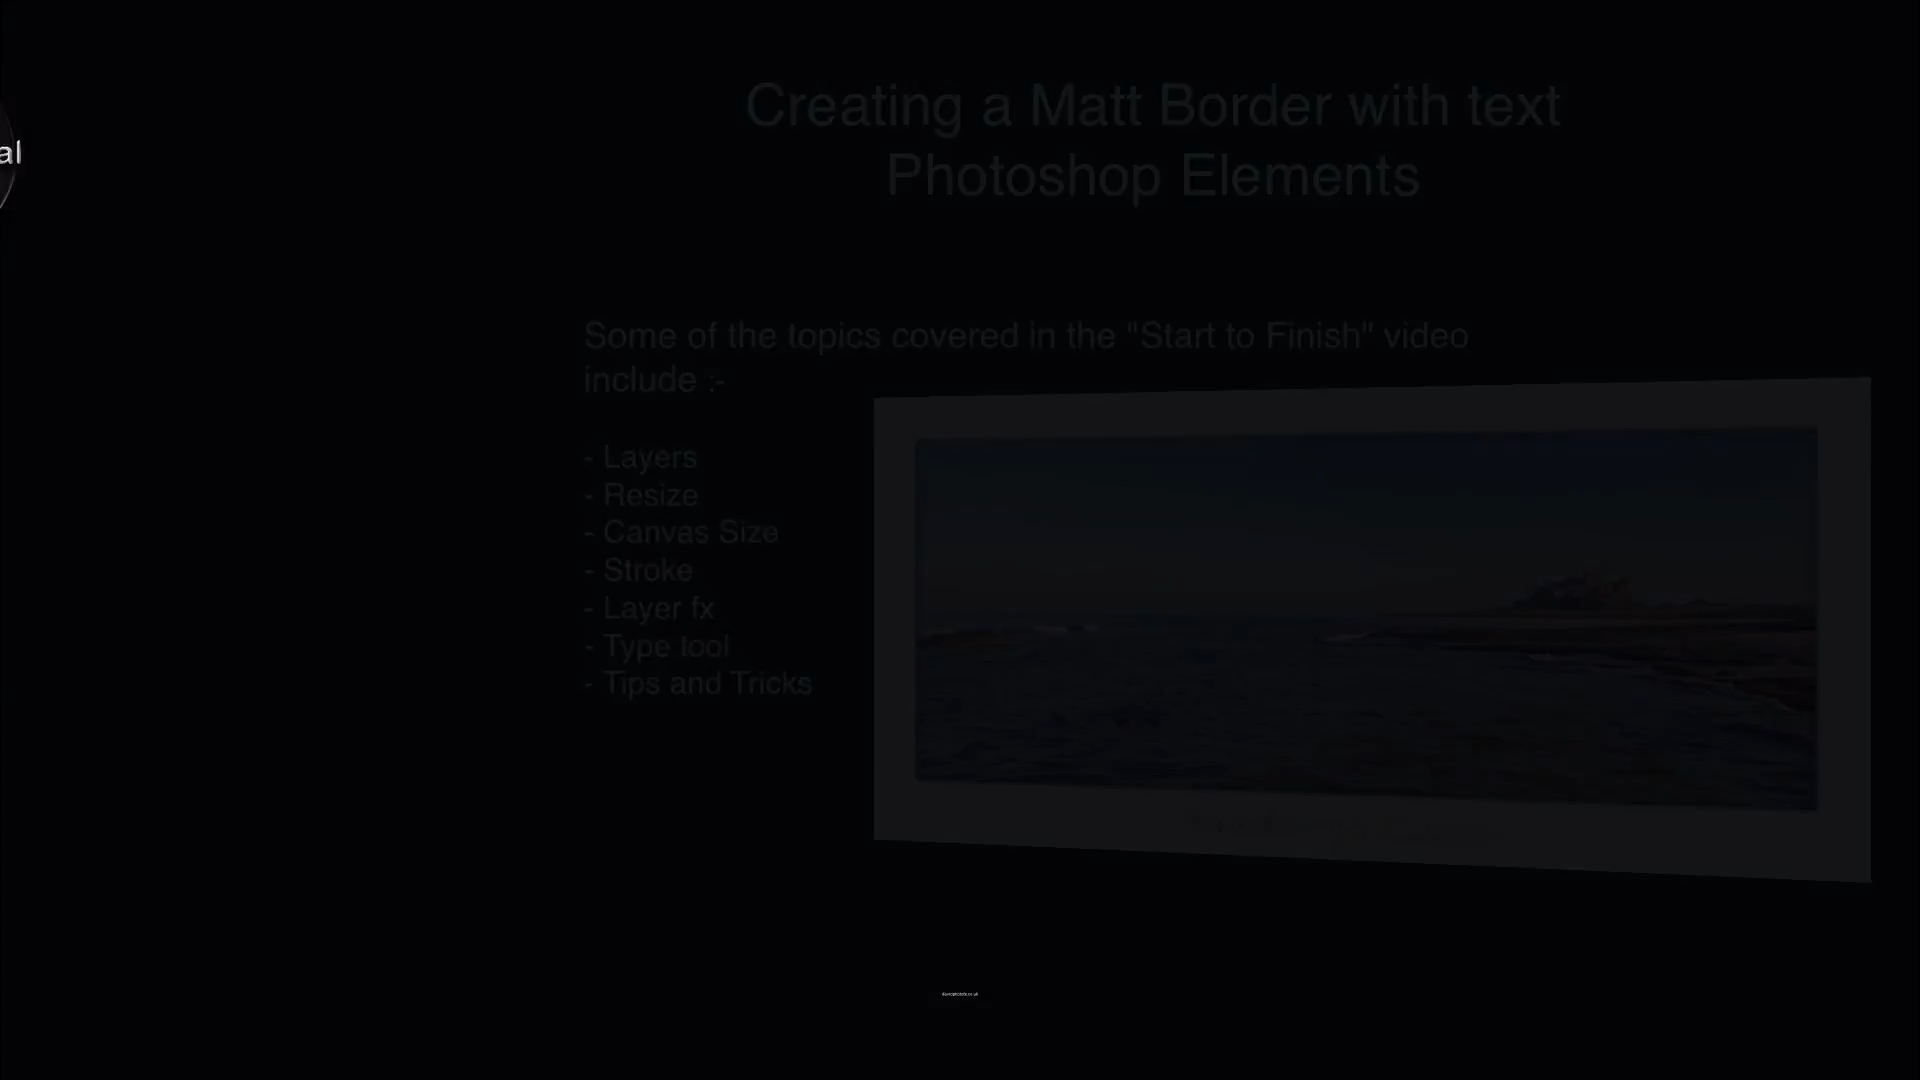 Creating a Matt Border with text
Photoshop Elements
al
Some of the topics covered in the "Start to Finish" video
include :-
- Layers
- Resize
- Canvas Size
- Stroke
- Layer fx
- Type tool
- Tips and Tricks